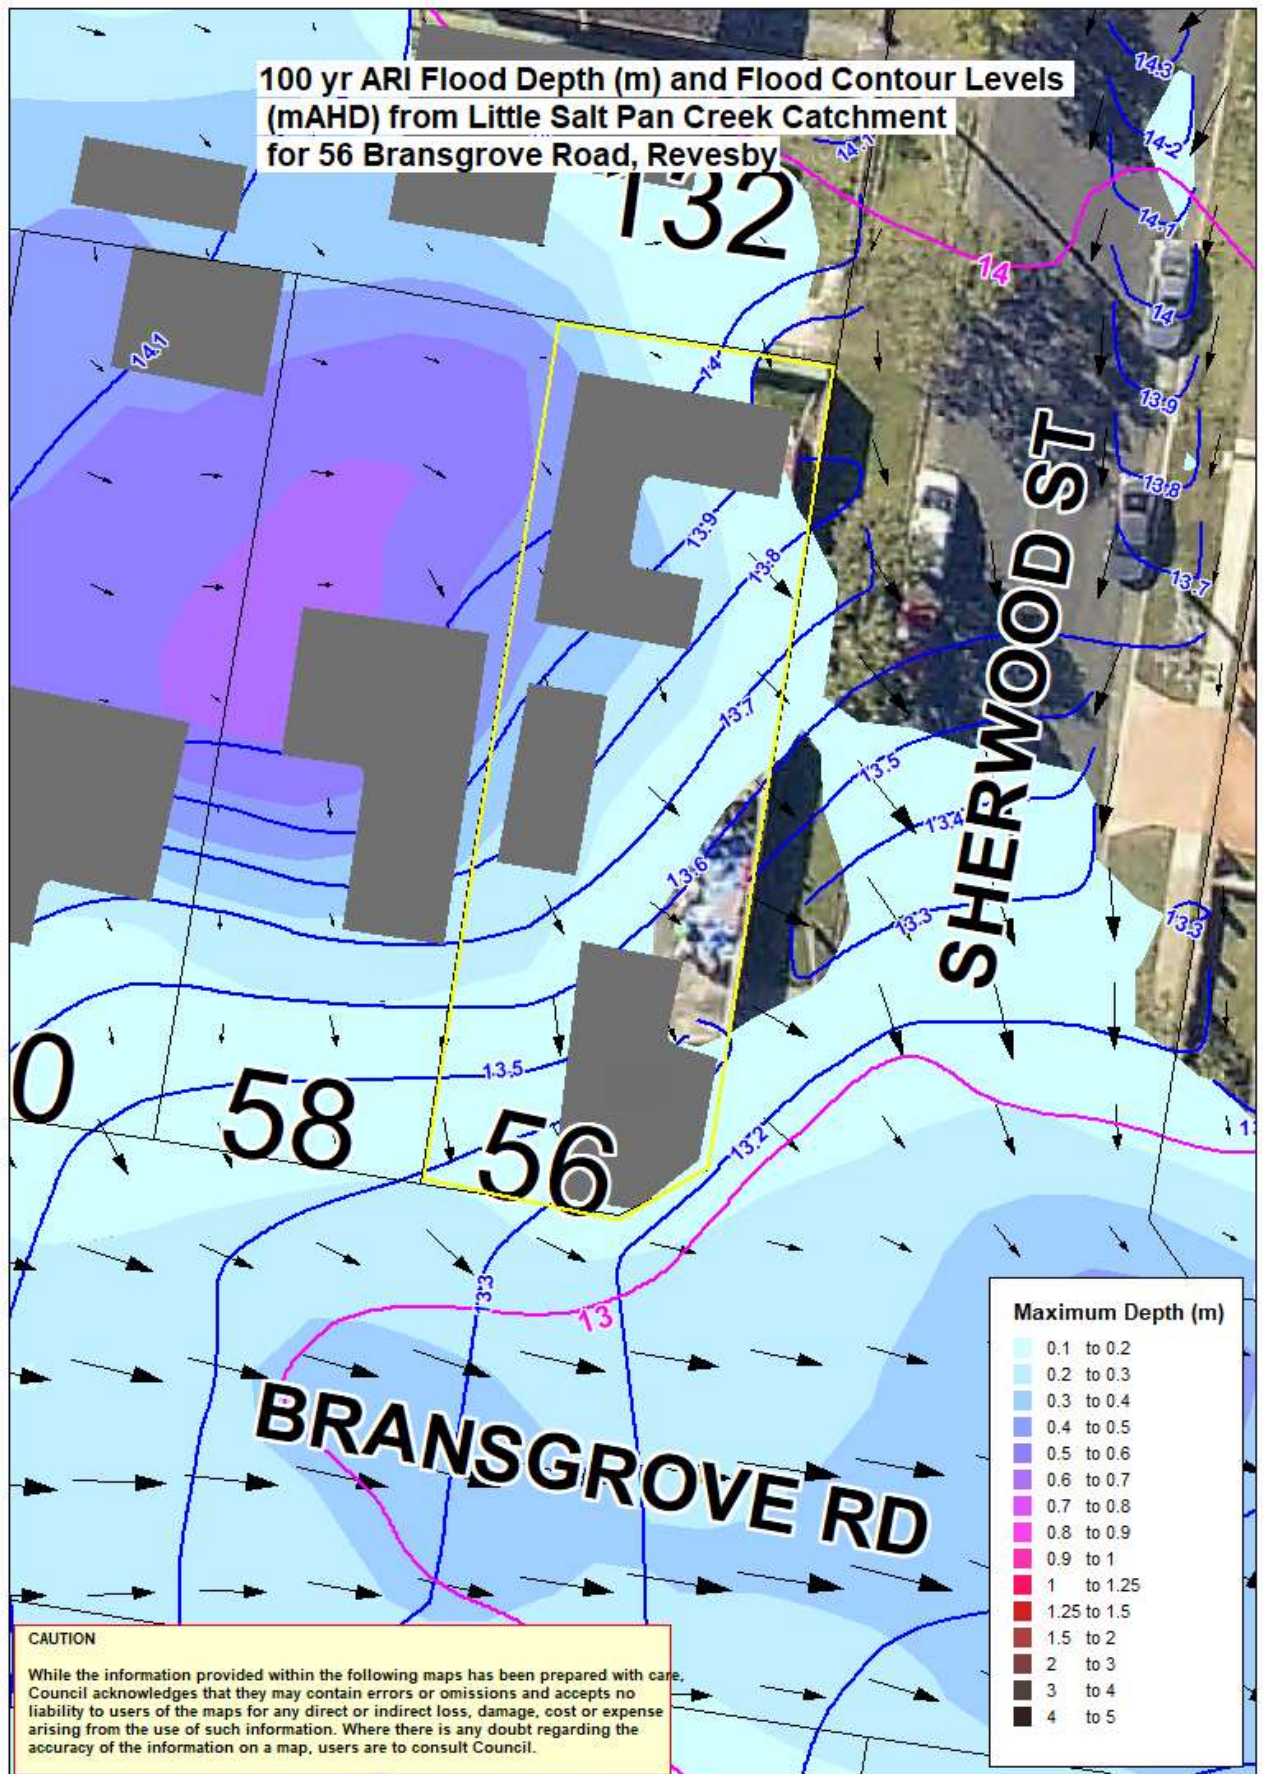 100 yr ARI Flood Depth (m) and Flood Contour Levels
(mAHD) from Little Salt Pan Creek Catchment
for 56 Bransgrove Road, Revesby
14.3
14.2
14.1
14.1
132
14
14
14.1
14
13.9
13.8
13.9
13.8
13.7
13.7
13.5
13.4
13.6
13.3
13.3
SHERWOOD ST
13.5
0
58
56
13.2
13.3
13
BRANSGROVE RD
Maximum Depth (m)
0.1 to 0.2
0.2 to 0.3
0.3 to 0.4
0.4 to 0.5
0.5 to 0.6
0.6 to 0.7
0.7 to 0.8
0.8 to 0.9
0.9 to 1
1 to 1.25
1.25 to 1.5
1.5 to 2
2 to 3
3 to 4
4 to 5
CAUTION
While the information provided within the following maps has been prepared with care,
Council acknowledges that they may contain errors or omissions and accepts no
liability to users of the maps for any direct or indirect loss, damage, cost or expense
arising from the use of such information. Where there is any doubt regarding the
accuracy of the information on a map, users are to consult Council.